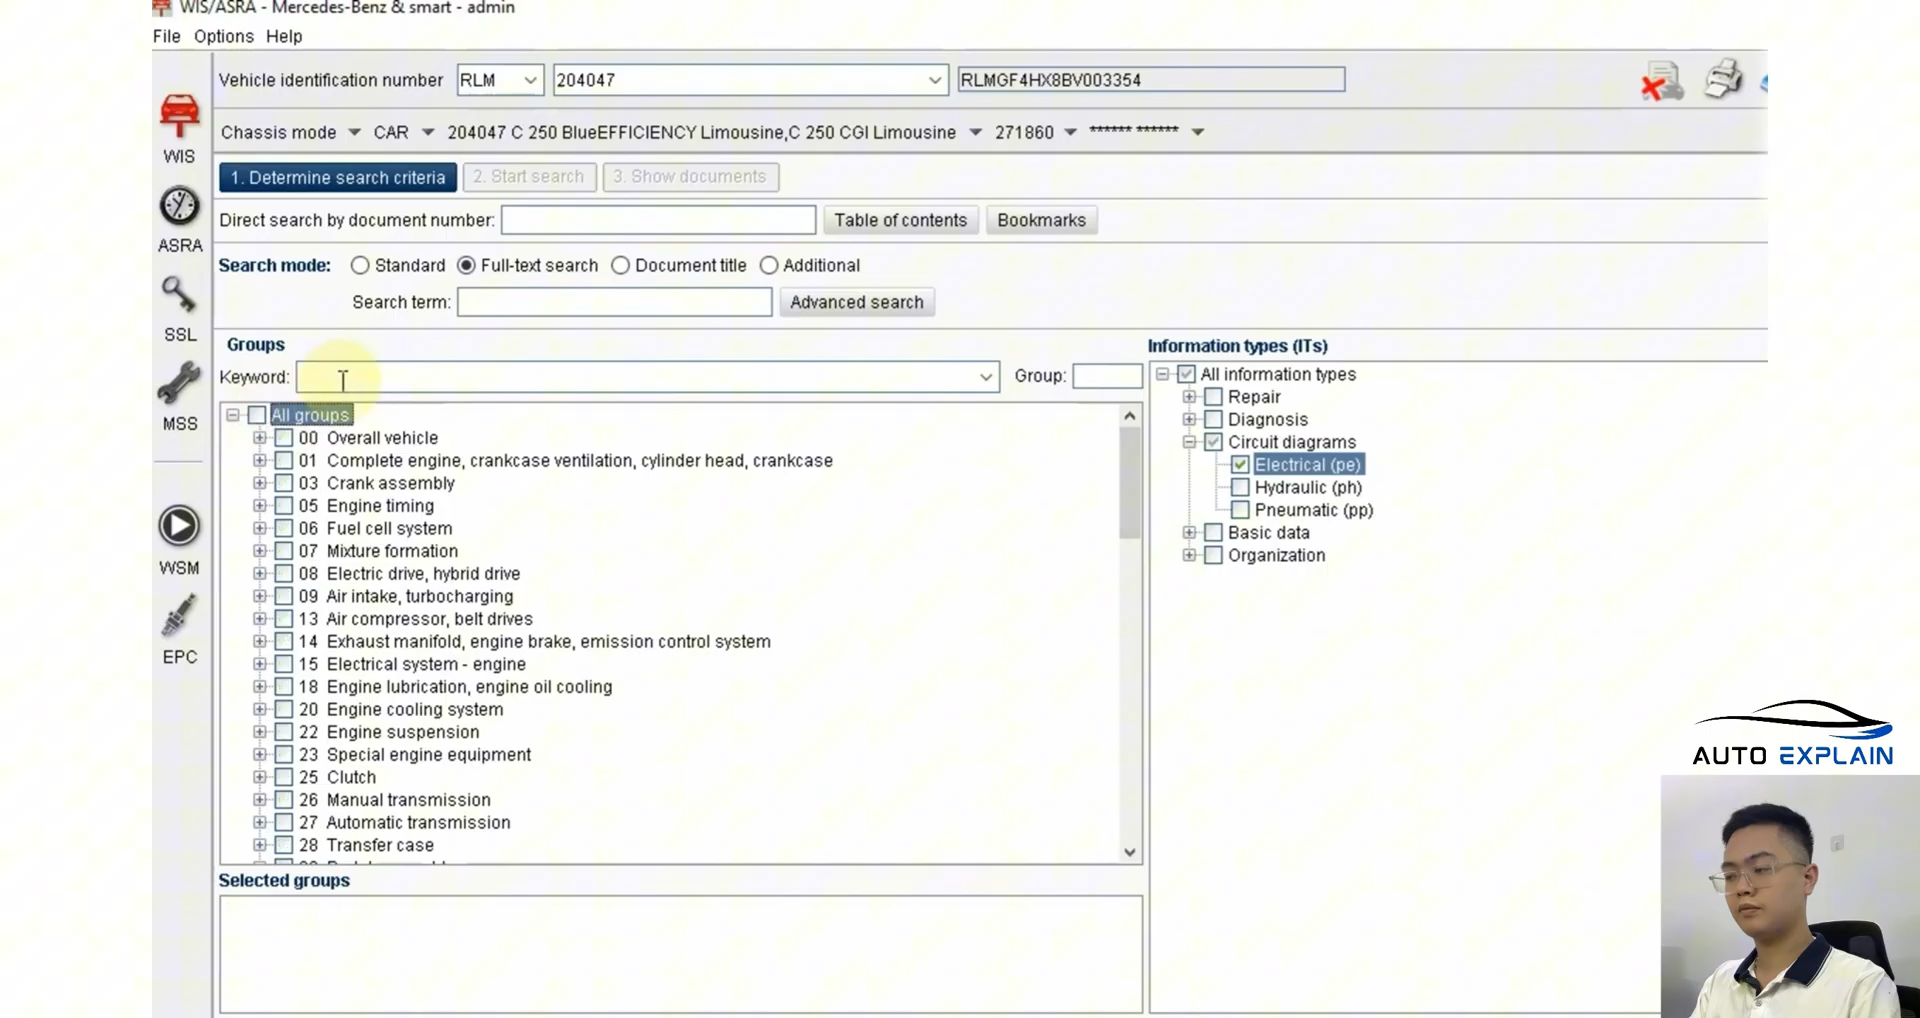 WIS/ASRA - Mercedes-Benz & smart - admin
File Options Help
Vehicle identification number RLM 204047 RLMGF4HX8BV003354
Chassis mode CAR 204047 C 250 BlueEFFICIENCY Limousine,C 250 CGI Limousine 271860 ****** ******
WIS
1. Determine search criteria 2. Start search 3. Show documents
Direct search by document number: Table of contents Bookmarks
ASRA
Search mode: Standard Full-text search Document title Additional
Search term: Advanced search
SSL
Groups
Keyword: Group:
MSS
All groups
00 Overall vehicle
01 Complete engine, crankcase ventilation, cylinder head, crankcase
03 Crank assembly
05 Engine timing
06 Fuel cell system
07 Mixture formation
08 Electric drive, hybrid drive
09 Air intake, turbocharging
13 Air compressor, belt drives
14 Exhaust manifold, engine brake, emission control system
15 Electrical system - engine
18 Engine lubrication, engine oil cooling
20 Engine cooling system
22 Engine suspension
23 Special engine equipment
25 Clutch
26 Manual transmission
27 Automatic transmission
28 Transfer case
WSM
EPC
Selected groups
Information types (ITs)
All information types
Repair
Diagnosis
Circuit diagrams
Electrical (pe)
Hydraulic (ph)
Pneumatic (pp)
Basic data
Organization
AUTO EXPLAIN